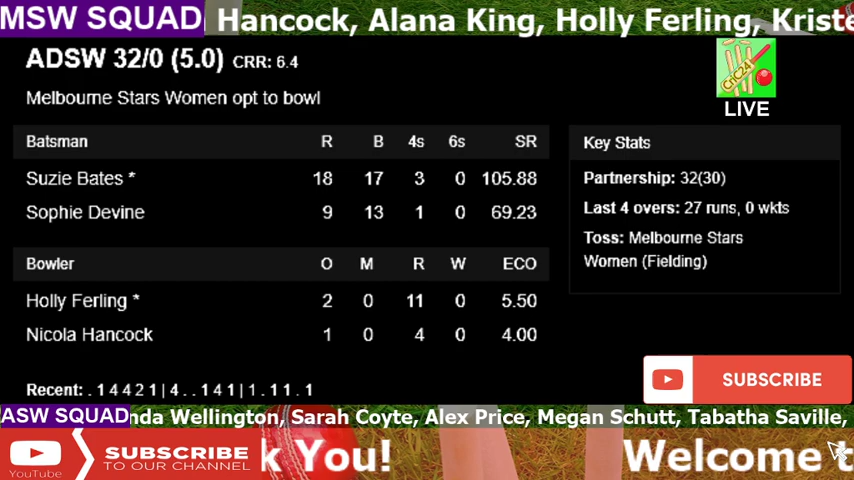 MSW SQUAD Hancock, Alana King, Holly Ferling, Kriste
ADSW 32/0 (5.0) CRR: 6.4
CriC24
LIVE
Melbourne Stars Women opt to bowl
Batsman R B 4s 6s SR
Suzie Bates * 18 17 3 0 105.88
Sophie Devine 9 13 1 0 69.23
Bowler O M R W ECO
Holly Ferling * 2 0 11 0 5.50
Nicola Hancock 1 0 4 0 4.00
Key Stats
Partnership: 32(30)
Last 4 overs: 27 runs, 0 wkts
Toss: Melbourne Stars
Women (Fielding)
Recent: . 1 4 4 2 1 | 4 . . 1 4 1 | 1 . 1 1 . 1
SUBSCRIBE
ASW SQUAD nda Wellington, Sarah Coyte, Alex Price, Megan Schutt, Tabatha Saville,
YouTube
SUBSCRIBE
TO OUR CHANNEL
k You! Welcome t